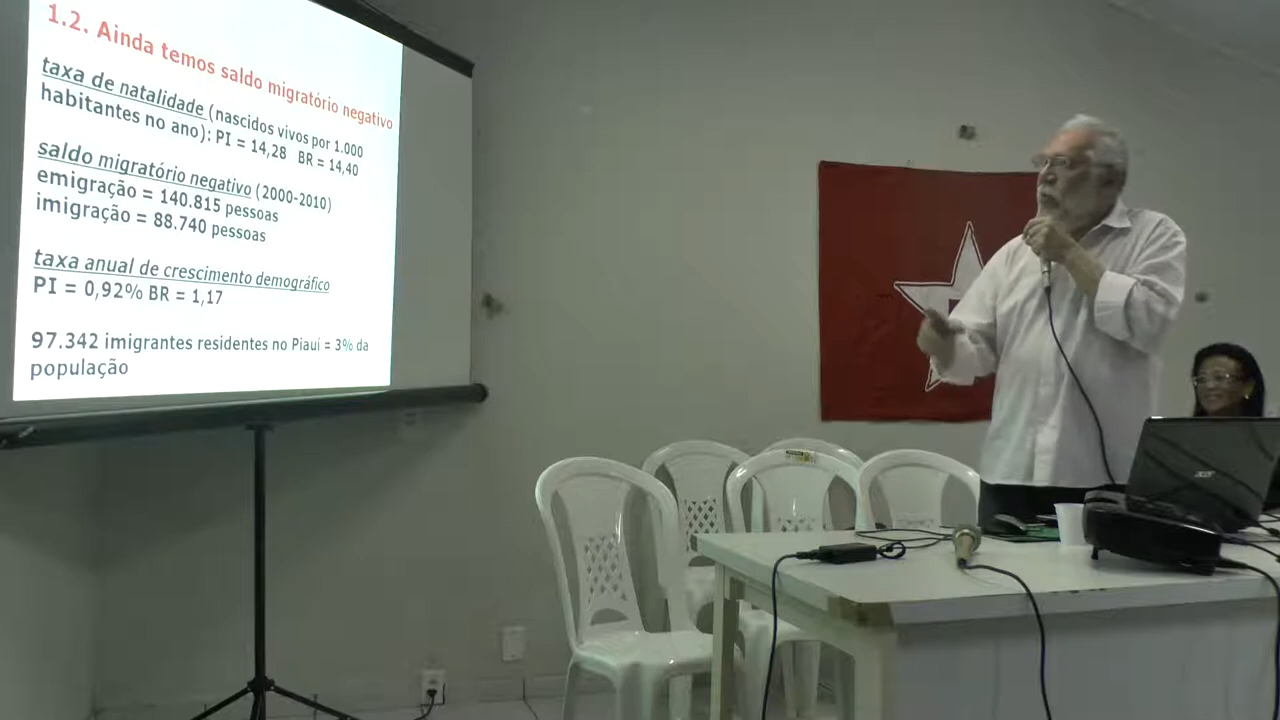 1.2. Ainda temos saldo migratório negativo
taxa de natalidade (nascidos vivos por 1.000
habitantes no ano): PI = 14,28 BR = 14,40
saldo migratório negativo (2000-2010)
emigração = 140.815 pessoas
imigração = 88.740 pessoas
taxa anual de crescimento demográfico
PI = 0,92% BR = 1,17
97.342 imigrantes residentes no Piauí = 3% da
população
acer